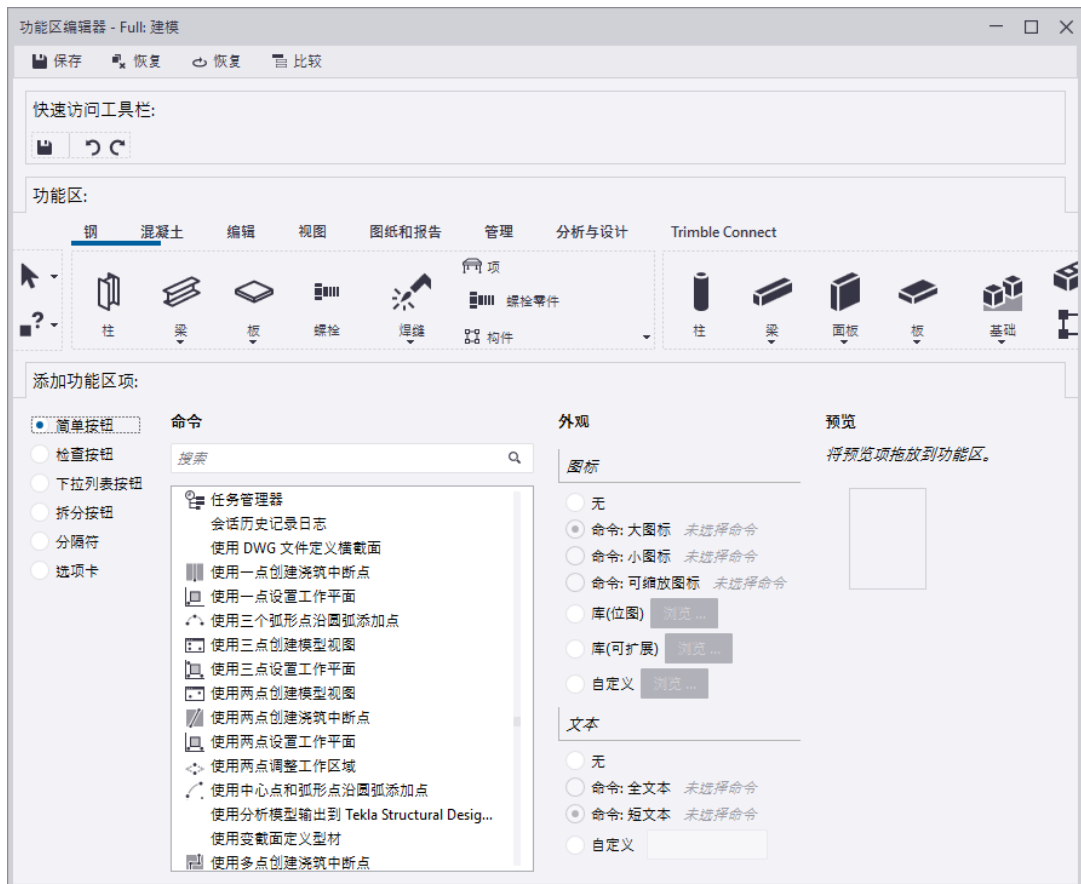 功能区编辑器 - Full: 建模
保存 恢复 恢复 比较
快速访问工具栏:
功能区:
钢 混凝土 编辑 视图 图纸和报告 管理 分析与设计 Trimble Connect
项
螺栓零件
构件
柱 梁 板 螺栓 焊缝 柱 梁 面板 板 基础
添加功能区项:
简单按钮
检查按钮
下拉列表按钮
拆分按钮
分隔符
选项卡
命令
搜索
任务管理器
会话历史记录日志
使用 DWG 文件定义横截面
使用一点创建浇筑中断点
使用一点设置工作平面
使用三个弧形点沿圆弧添加点
使用三点创建模型视图
使用三点设置工作平面
使用两点创建模型视图
使用两点创建浇筑中断点
使用两点设置工作平面
使用两点调整工作区域
使用中心点和弧形点沿圆弧添加点
使用分析模型输出到 Tekla Structural Desig...
使用变截面定义型材
使用多点创建浇筑中断点
外观
图标
无
命令: 大图标 未选择命令
命令: 小图标 未选择命令
命令: 可缩放图标 未选择命令
库(位图) 浏览 ...
库(可扩展) 浏览 ...
自定义 浏览 ...
文本
无
命令: 全文本 未选择命令
命令: 短文本 未选择命令
自定义
预览
将预览项拖放到功能区。